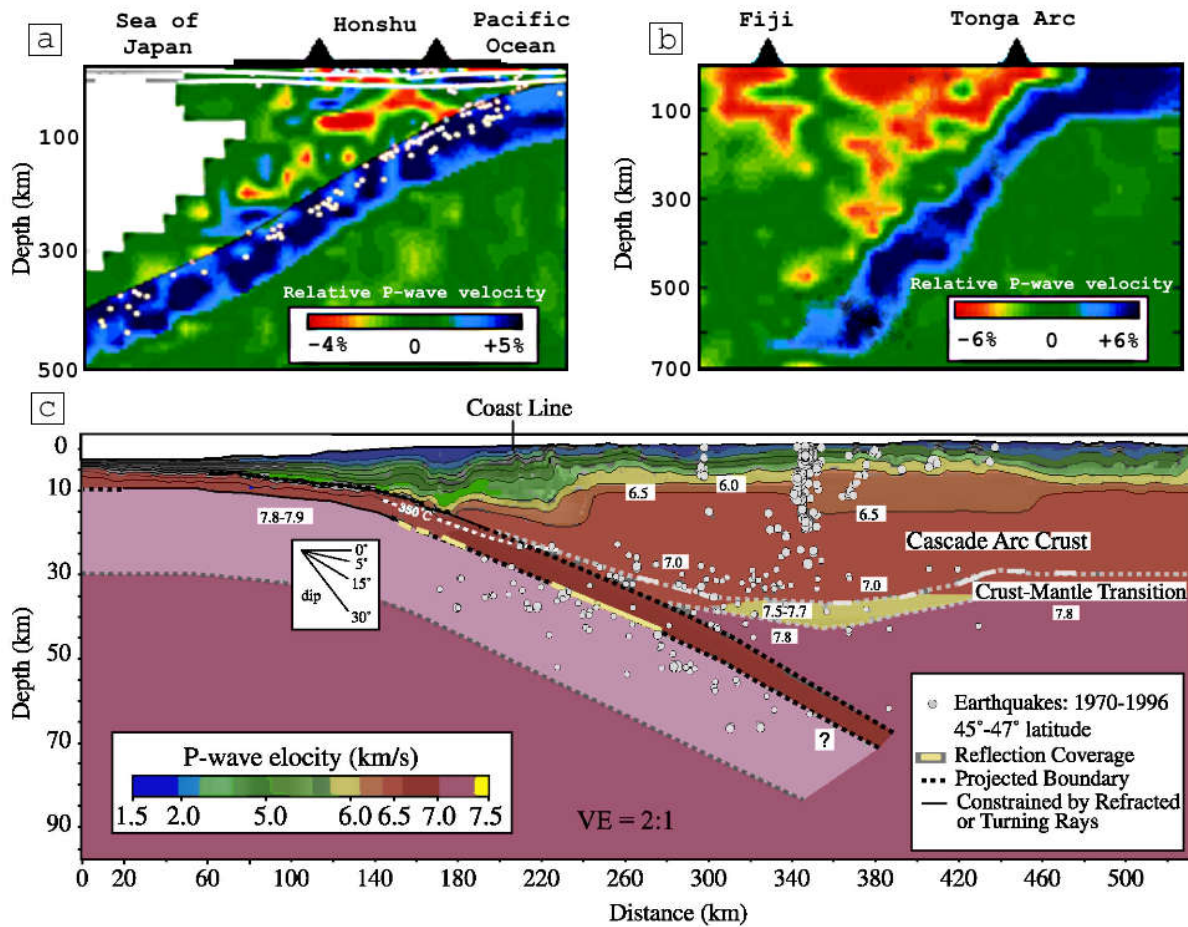 a
Sea of
Japan
Honshu
Pacific
Ocean
Depth (km)
100
300
500
Relative P-wave velocity
-4% 0 +5%
b
Fiji
Tonga Arc
Depth (km)
100
300
500
700
Relative P-wave velocity
-6% 0 +6%
c
Coast Line
Depth (km)
0
10
30
50
70
90
7.8-7.9
350°C
6.5
6.0
6.5
7.0
7.0
7.5-7.7
7.8
7.8
Cascade Arc Crust
Crust-Mantle Transition
0°
5°
15°
30°
dip
?
P-wave elocity (km/s)
1.5 2.0 5.0 6.0 6.5 7.0 7.5
VE = 2:1
Earthquakes: 1970-1996
45°-47° latitude
Reflection Coverage
Projected Boundary
Constrained by Refracted
or Turning Rays
0 20 60 100 140 180 220 260 300 340 380 420 460 500
Distance (km)